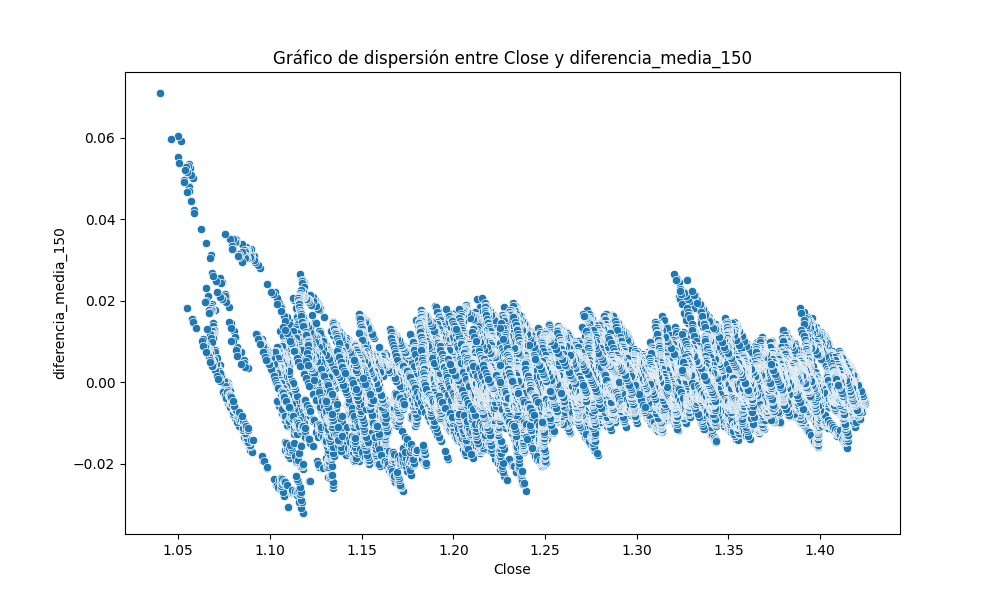 Gráfico de dispersión entre Close y diferencia_media_150
diferencia_media_150
0.06
0.04
0.02
0.00
−0.02
1.05 1.10 1.15 1.20 1.25 1.30 1.35 1.40
Close